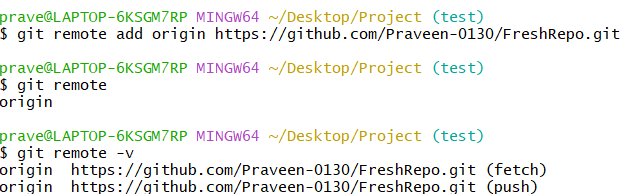 prave@LAPTOP-6KSGM7RP MINGW64 ~/Desktop/Project (test)
$ git remote add origin https://github.com/Praveen-0130/FreshRepo.git
prave@LAPTOP-6KSGM7RP MINGW64 ~/Desktop/Project (test)
$ git remote
origin
prave@LAPTOP-6KSGM7RP MINGW64 ~/Desktop/Project (test)
$ git remote -v
origin  https://github.com/Praveen-0130/FreshRepo.git (fetch)
origin  https://github.com/Praveen-0130/FreshRepo.git (push)